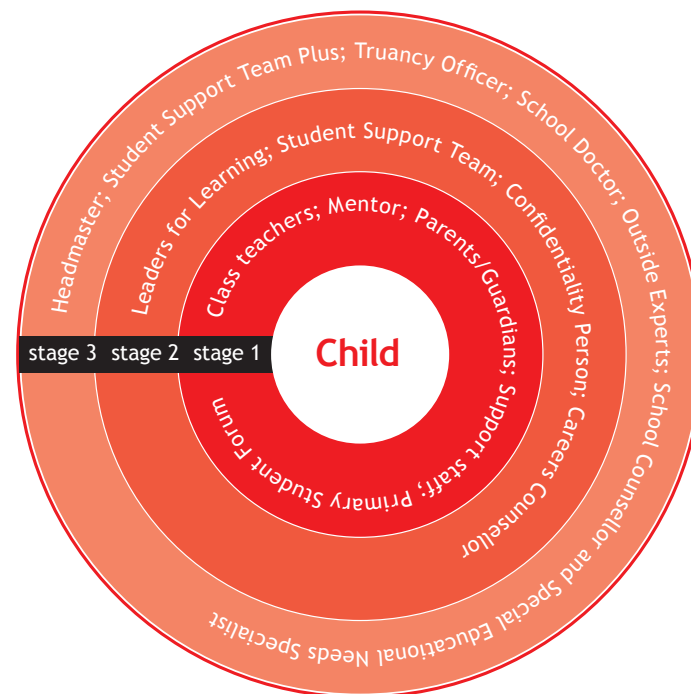 Headmaster; Student Support Team Plus; Truancy Officer; School Doctor; Outside Experts; School Counsellor and Special Educational Needs Specialist
Leaders for Learning; Student Support Team; Confidentiality Person; Careers Counsellor
Class teachers; Mentor; Parents/Guardians; Support staff; Primary Student Forum
stage 3 stage 2 stage 1
Child